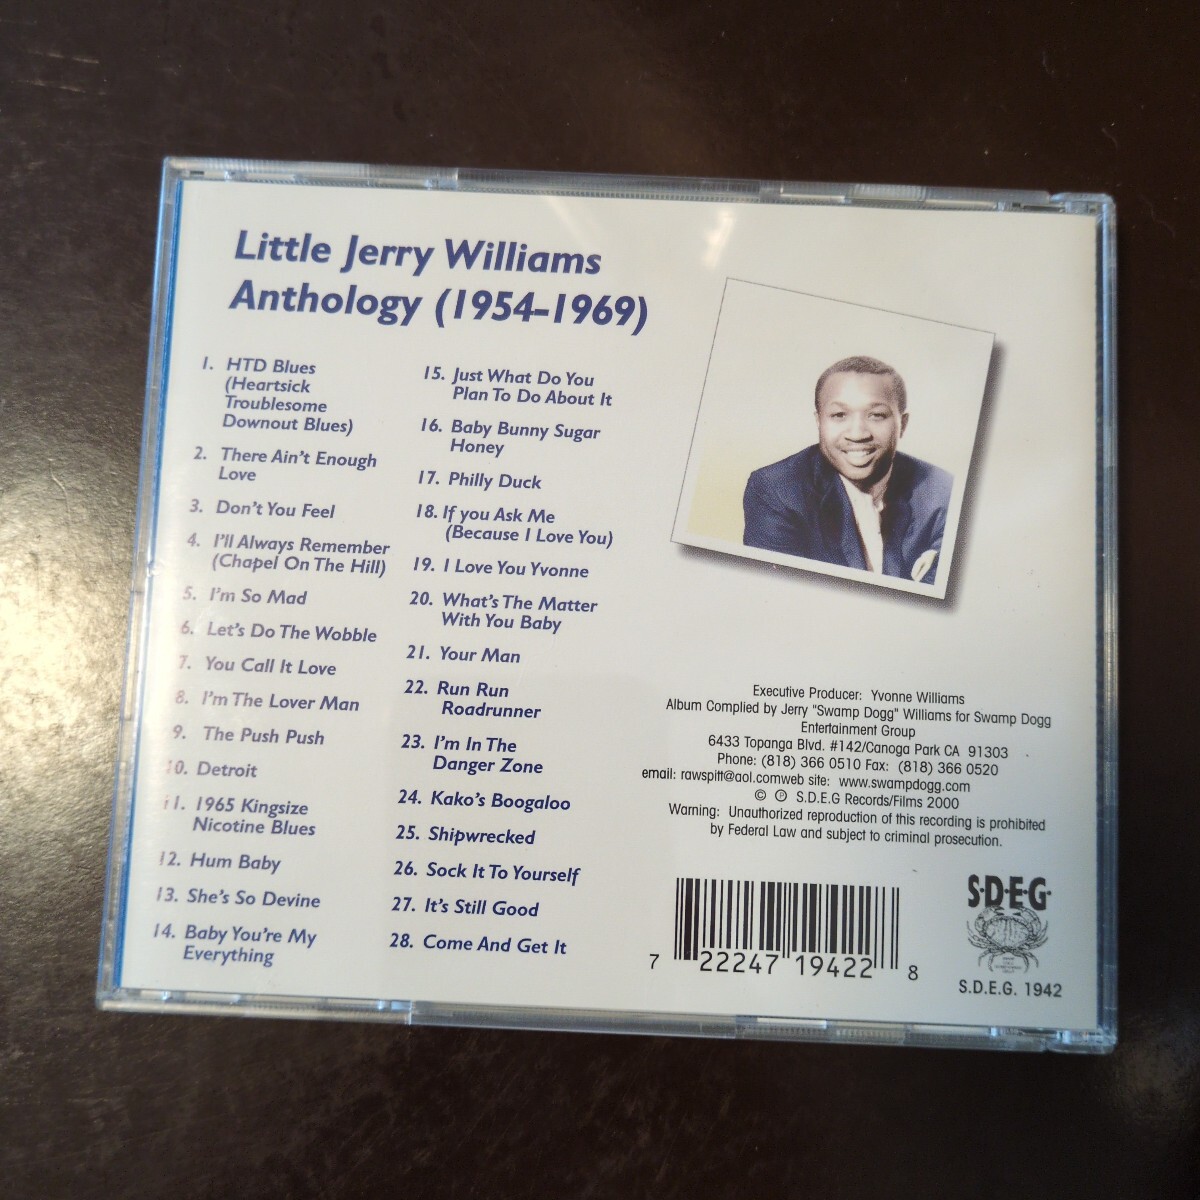 Little Jerry Williams
Anthology (1954-1969)
1. HTD Blues
(Heartsick
Troublesome
Downout Blues)
2. There Ain't Enough
Love
3. Don't You Feel
4. I'll Always Remember
(Chapel On The Hill)
5. I'm So Mad
6. Let's Do The Wobble
7. You Call It Love
8. I'm The Lover Man
9. The Push Push
10. Detroit
11. 1965 Kingsize
Nicotine Blues
12. Hum Baby
13. She's So Devine
14. Baby You're My
Everything
15. Just What Do You
Plan To Do About It
16. Baby Bunny Sugar
Honey
17. Philly Duck
18. If you Ask Me
(Because I Love You)
19. I Love You Yvonne
20. What's The Matter
With You Baby
21. Your Man
22. Run Run
Roadrunner
23. I'm In The
Danger Zone
24. Kako's Boogaloo
25. Shipwrecked
26. Sock It To Yourself
27. It's Still Good
28. Come And Get It
Executive Producer: Yvonne Williams
Album Complied by Jerry "Swamp Dogg" Williams for Swamp Dogg
Entertainment Group
6433 Topanga Blvd. #142/Canoga Park CA 91303
Phone: (818) 366 0510 Fax: (818) 366 0520
email: rawspitt@aol.comweb site: www.swampdogg.com
© ℗ S.D.E.G Records/Films 2000
Warning: Unauthorized reproduction of this recording is prohibited
by Federal Law and subject to criminal prosecution.
7 22247 19422 8
S·D·E·G·
S.D.E.G. 1942